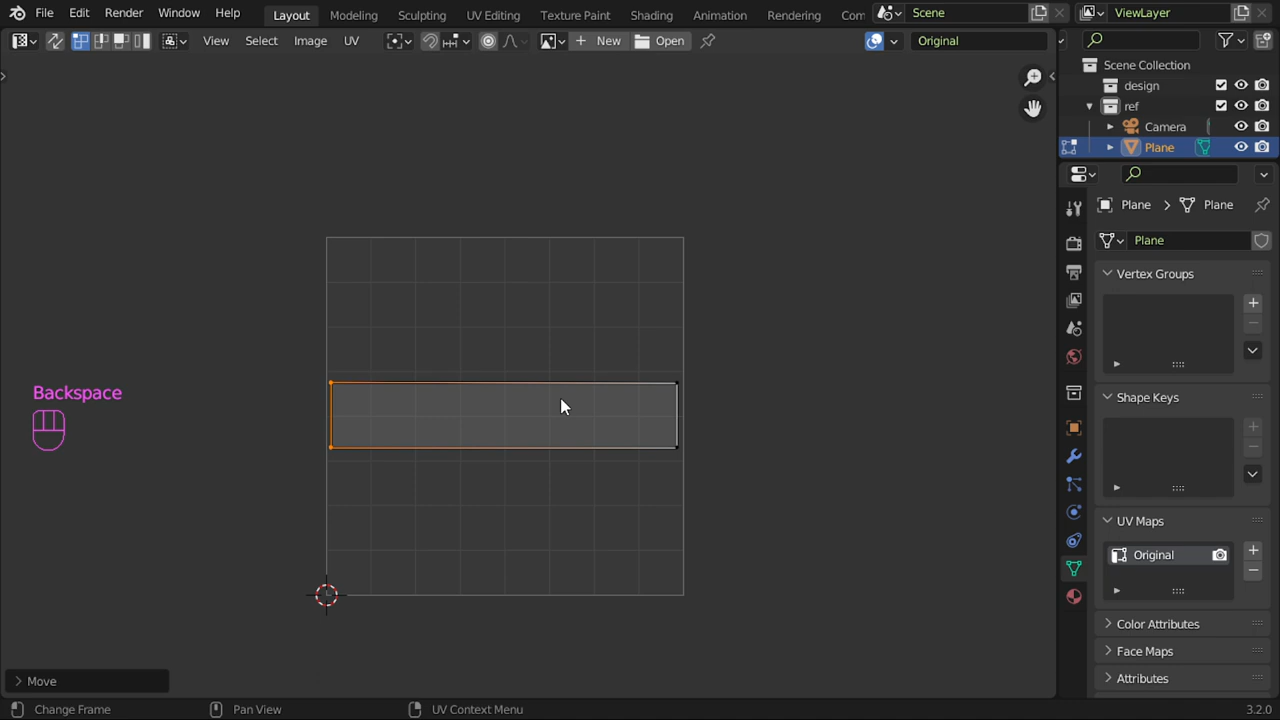 File Edit Render Window Help Layout Modeling Sculpting UV Editing Texture Paint Shading Animation Rendering Com Scene ViewLayer
View Select Image UV New Open Original
Scene Collection
design
ref
Camera
Plane
Plane Plane
Plane
Vertex Groups
Shape Keys
Backspace
UV Maps
Original
Color Attributes
Face Maps
Attributes
Move
Change Frame Pan View UV Context Menu 3.2.0